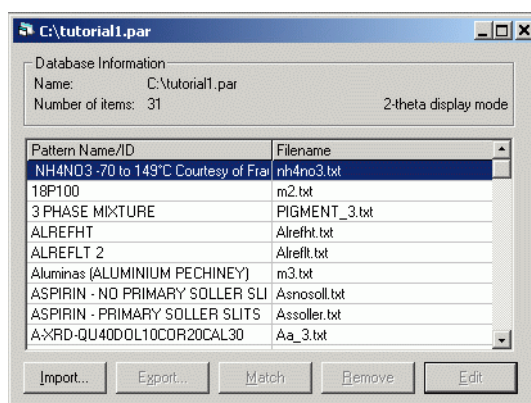 C:\tutorial1.par
Database Information
Name: C:\tutorial1.par
Number of items: 31 2-theta display mode
Pattern Name/ID Filename
NH4NO3 -70 to 149°C Courtesy of Frau nh4no3.txt
18P100 m2.txt
3 PHASE MIXTURE PIGMENT_3.txt
ALREFHT Alrefht.txt
ALREFLT 2 Alreflt.txt
Aluminas (ALUMINIUM PECHINEY) m3.txt
ASPIRIN - NO PRIMARY SOLLER SLI Asnosoll.txt
ASPIRIN - PRIMARY SOLLER SLITS Assoller.txt
A-XRD-QU40DOL10COR20CAL30 Aa_3.txt
Import... Export... Match Remove Edit